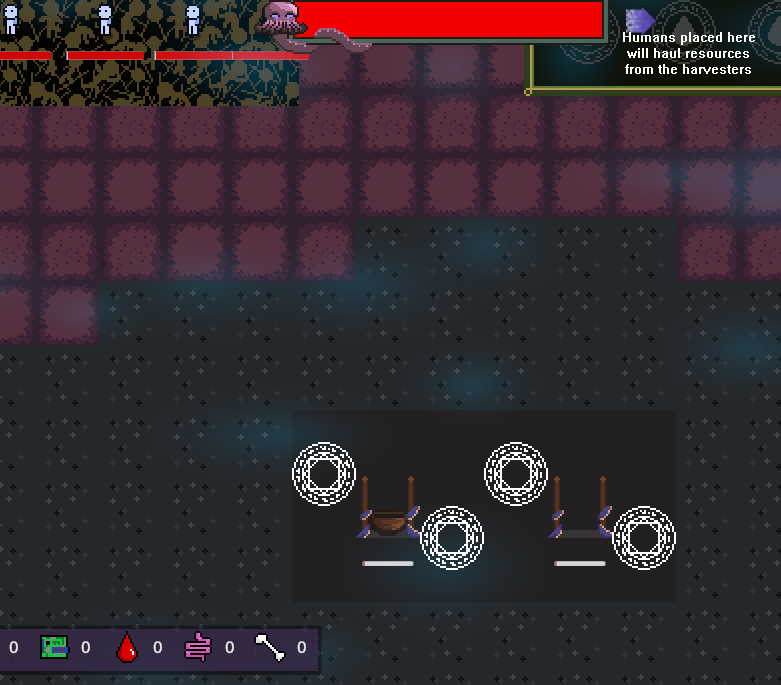 Humans placed here
will haul resources
from the harvesters
0 0 0 0 0